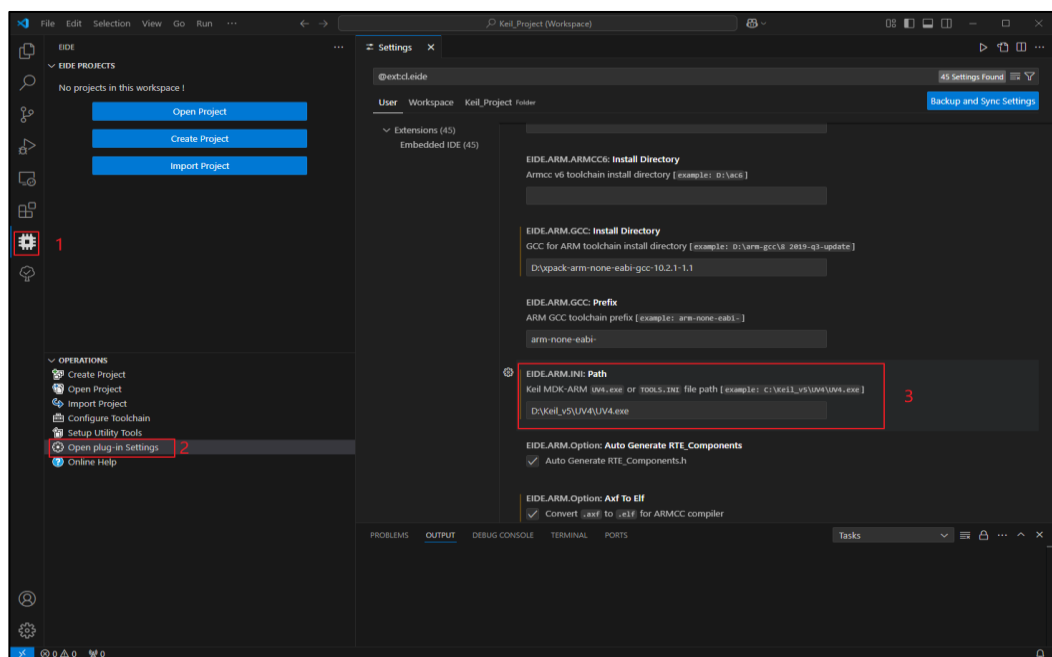 File Edit Selection View Go Run ···
Keil_Project (Workspace)
EIDE
EIDE PROJECTS
No projects in this workspace !
Open Project
Create Project
Import Project
1
OPERATIONS
Create Project
Open Project
Import Project
Configure Toolchain
Setup Utility Tools
Open plug-in Settings 2
Online Help
Settings
@ext:cl.eide
45 Settings Found
User Workspace Keil_Project Folder
Backup and Sync Settings
Extensions (45)
Embedded IDE (45)
EIDE.ARM.ARMCC6: Install Directory
Armcc v6 toolchain install directory [example: D:\ac6]
EIDE.ARM.GCC: Install Directory
GCC for ARM toolchain install directory [example: D:\arm-gcc\8 2019-q3-update]
D:\xpack-arm-none-eabi-gcc-10.2.1-1.1
EIDE.ARM.GCC: Prefix
ARM GCC toolchain prefix [example: arm-none-eabi-]
arm-none-eabi-
EIDE.ARM.INI: Path
Keil MDK-ARM UV4.exe or TOOLS.INI file path [example: C:\keil_v5\UV4\UV4.exe]
D:\Keil_v5\UV4\UV4.exe
3
EIDE.ARM.Option: Auto Generate RTE_Components
Auto Generate RTE_Components.h
EIDE.ARM.Option: Axf To Elf
Convert .axf to .elf for ARMCC compiler
PROBLEMS OUTPUT DEBUG CONSOLE TERMINAL PORTS
Tasks
0 0 0